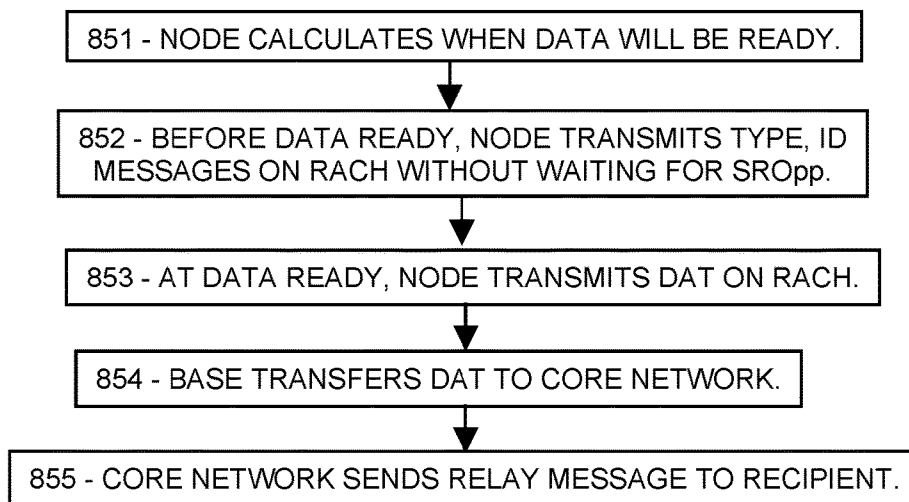 851 - NODE CALCULATES WHEN DATA WILL BE READY.
852 - BEFORE DATA READY, NODE TRANSMITS TYPE, ID
MESSAGES ON RACH WITHOUT WAITING FOR SROpp.
853 - AT DATA READY, NODE TRANSMITS DAT ON RACH.
854 - BASE TRANSFERS DAT TO CORE NETWORK.
855 - CORE NETWORK SENDS RELAY MESSAGE TO RECIPIENT.